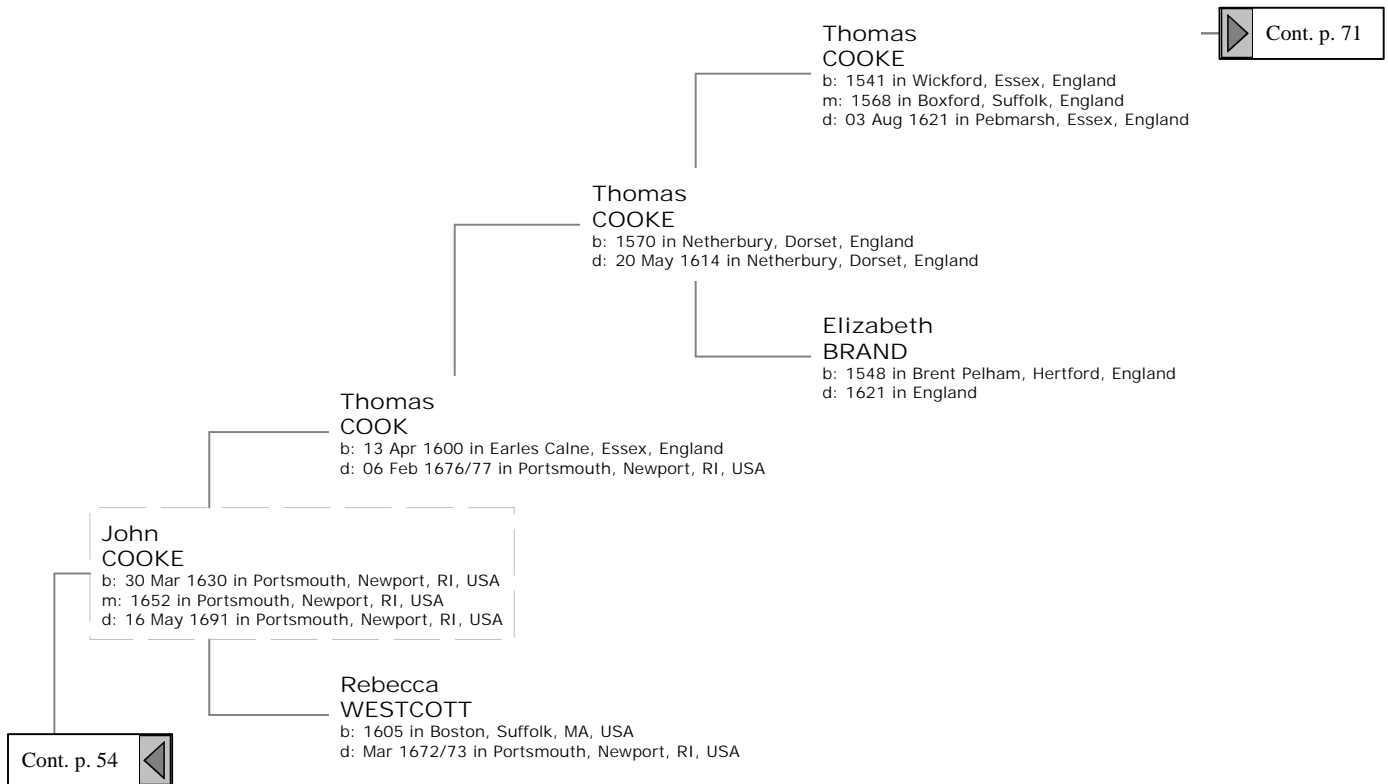 Thomas
COOKE
b: 1541 in Wickford, Essex, England
m: 1568 in Boxford, Suffolk, England
d: 03 Aug 1621 in Pebmarsh, Essex, England
Cont. p. 71
Thomas
COOKE
b: 1570 in Netherbury, Dorset, England
d: 20 May 1614 in Netherbury, Dorset, England
Elizabeth
BRAND
b: 1548 in Brent Pelham, Hertford, England
d: 1621 in England
Thomas
COOK
b: 13 Apr 1600 in Earles Calne, Essex, England
d: 06 Feb 1676/77 in Portsmouth, Newport, RI, USA
John
COOKE
b: 30 Mar 1630 in Portsmouth, Newport, RI, USA
m: 1652 in Portsmouth, Newport, RI, USA
d: 16 May 1691 in Portsmouth, Newport, RI, USA
Rebecca
WESTCOTT
b: 1605 in Boston, Suffolk, MA, USA
d: Mar 1672/73 in Portsmouth, Newport, RI, USA
Cont. p. 54